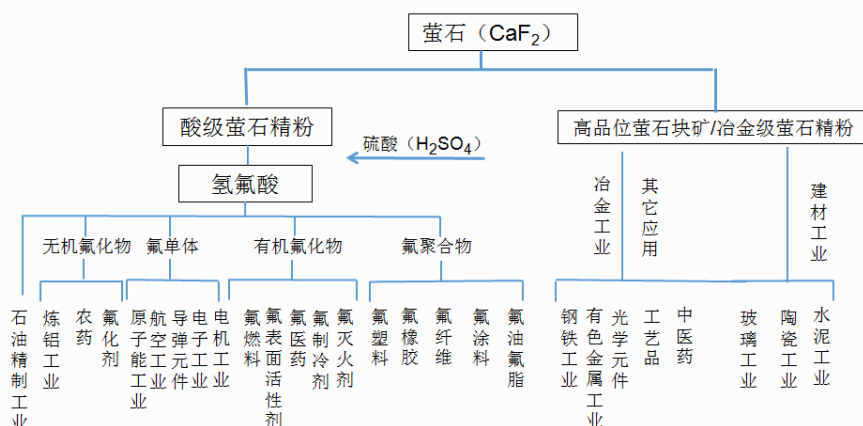 萤石（CaF₂）
酸级萤石精粉
高品位萤石块矿/冶金级萤石精粉
硫酸（H₂SO₄）
氢氟酸
冶金工业
其它应用
建材工业
无机氟化物
氟单体
有机氟化物
氟聚合物
石油精制工业
炼铝工业
农药
氟化剂
原子能工业
航空工业
导弹元件
电子工业
电机工业
氟燃料
氟表面活性剂
氟医药
氟制冷剂
氟灭火剂
氟塑料
氟橡胶
氟纤维
氟涂料
氟油氟脂
钢铁工业
有色金属工业
光学元件
工艺品
中医药
玻璃工业
陶瓷工业
水泥工业